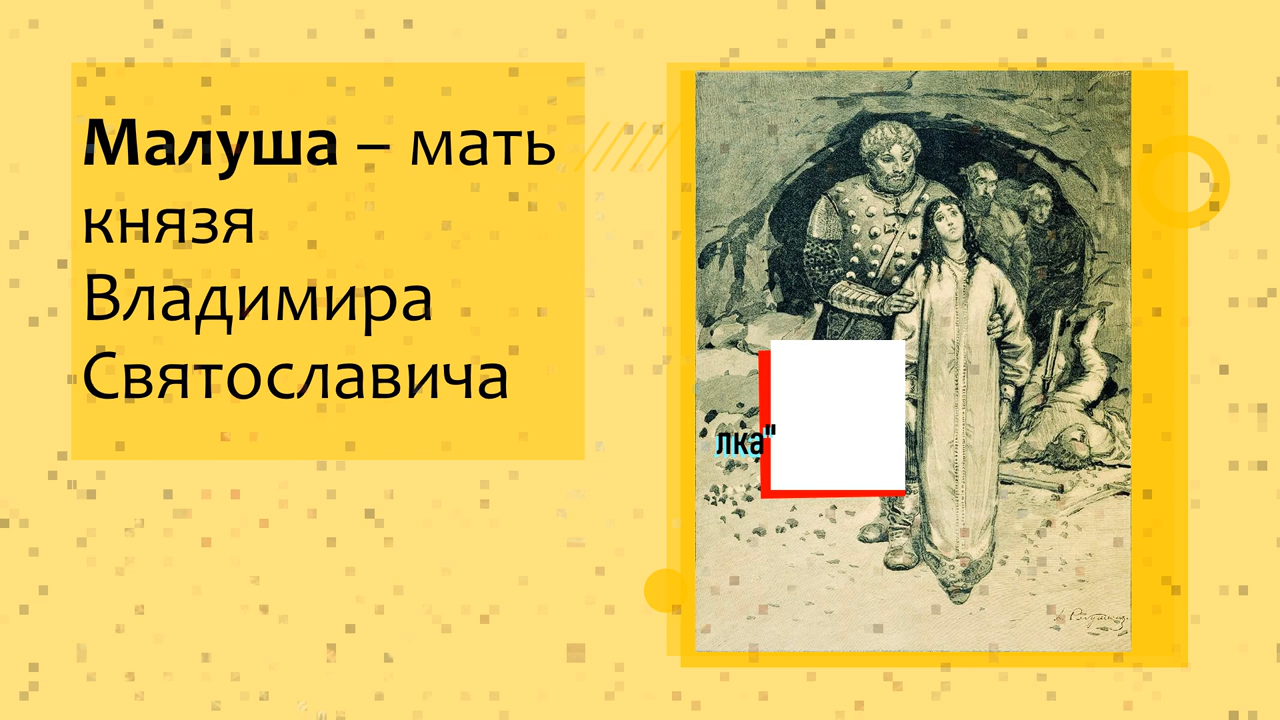 Малуша – мать
князя
Владимира
Святославича
лка"